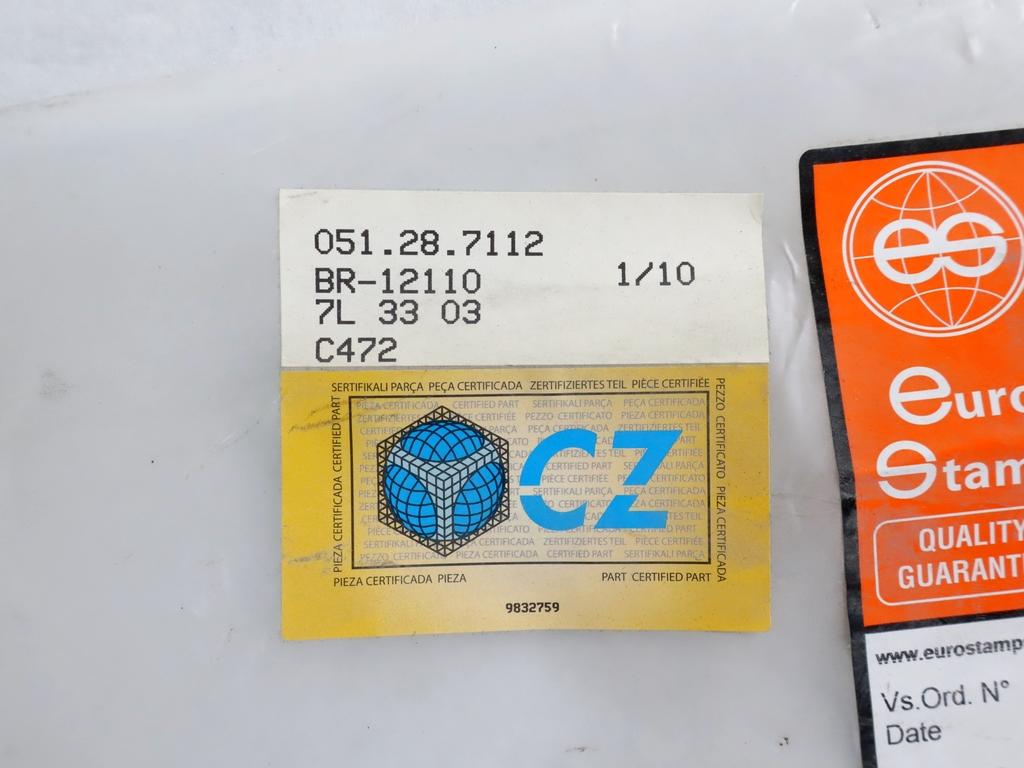 051.28.7112
BR-12110
1/10
7L 33 03
C472
SERTIFIKALI PARÇA PEÇA CERTIFICADA ZERTIFIZIERTES TEIL PIÈCE CERTIFIÉE
PEZZO CERTIFICATO PIEZA CERTIFICADA
PIEZA CERTIFICADA CERTIFIED PART
CZ
PIEZA CERTIFICADA PIEZA
PART CERTIFIED PART
9832759
es
euro
Stam
QUALITY
GUARANT
www.eurostamp
Vs.Ord. N°
Date